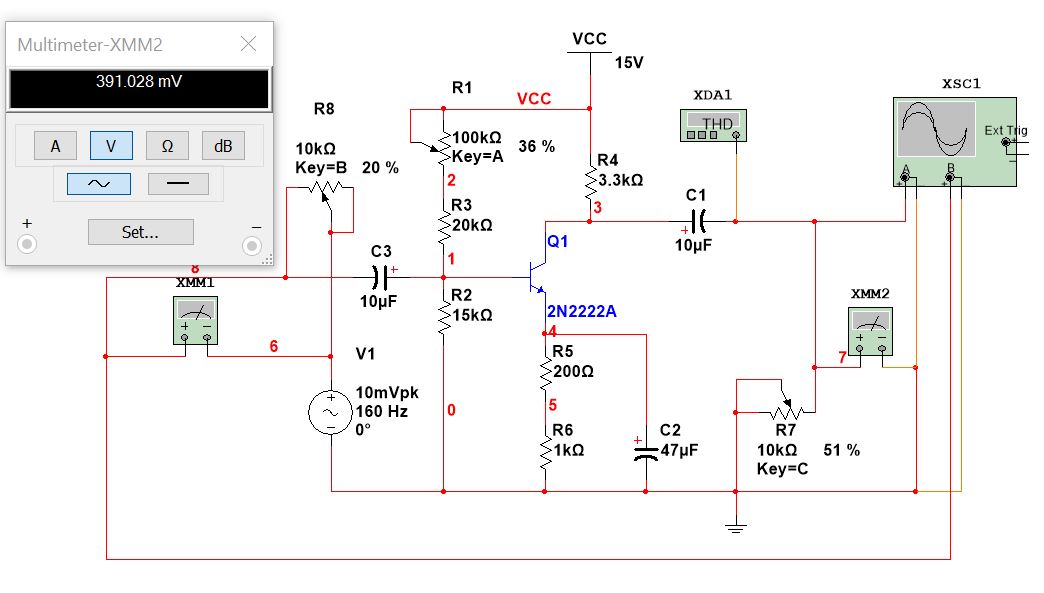 Multimeter-XMM2
391.028 mV
A
V
Ω
dB
+
Set...
–
R8
10kΩ
Key=B
20 %
R1
VCC
100kΩ
Key=A
36 %
2
VCC
15V
R4
3.3kΩ
3
XDA1
THD
XSC1
Ext Trig
+
–
A
B
+
–
+
–
R3
20kΩ
1
C1
+
10µF
Q1
2N2222A
8
XMM1
+
–
C3
+
10µF
R2
15kΩ
4
R5
200Ω
5
R6
1kΩ
XMM2
+
–
7
6
V1
10mVpk
160 Hz
0°
+
–
0
C2
+
47µF
R7
10kΩ
Key=C
51 %